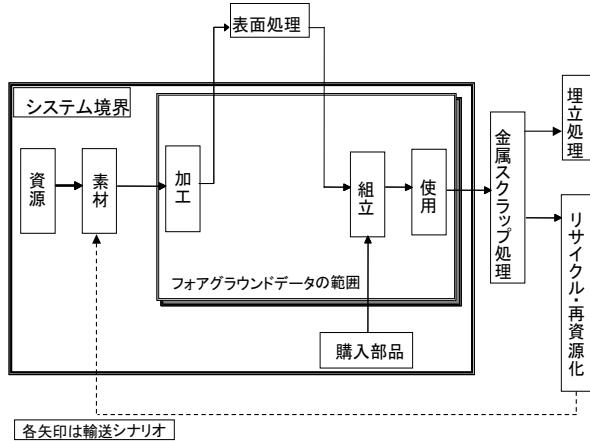 表面処理
システム境界
資源
素材
加工
組立
使用
フォアグラウンドデータの範囲
購入部品
金属スクラップ処理
埋立処理
リサイクル・再資源化
各矢印は輸送シナリオ